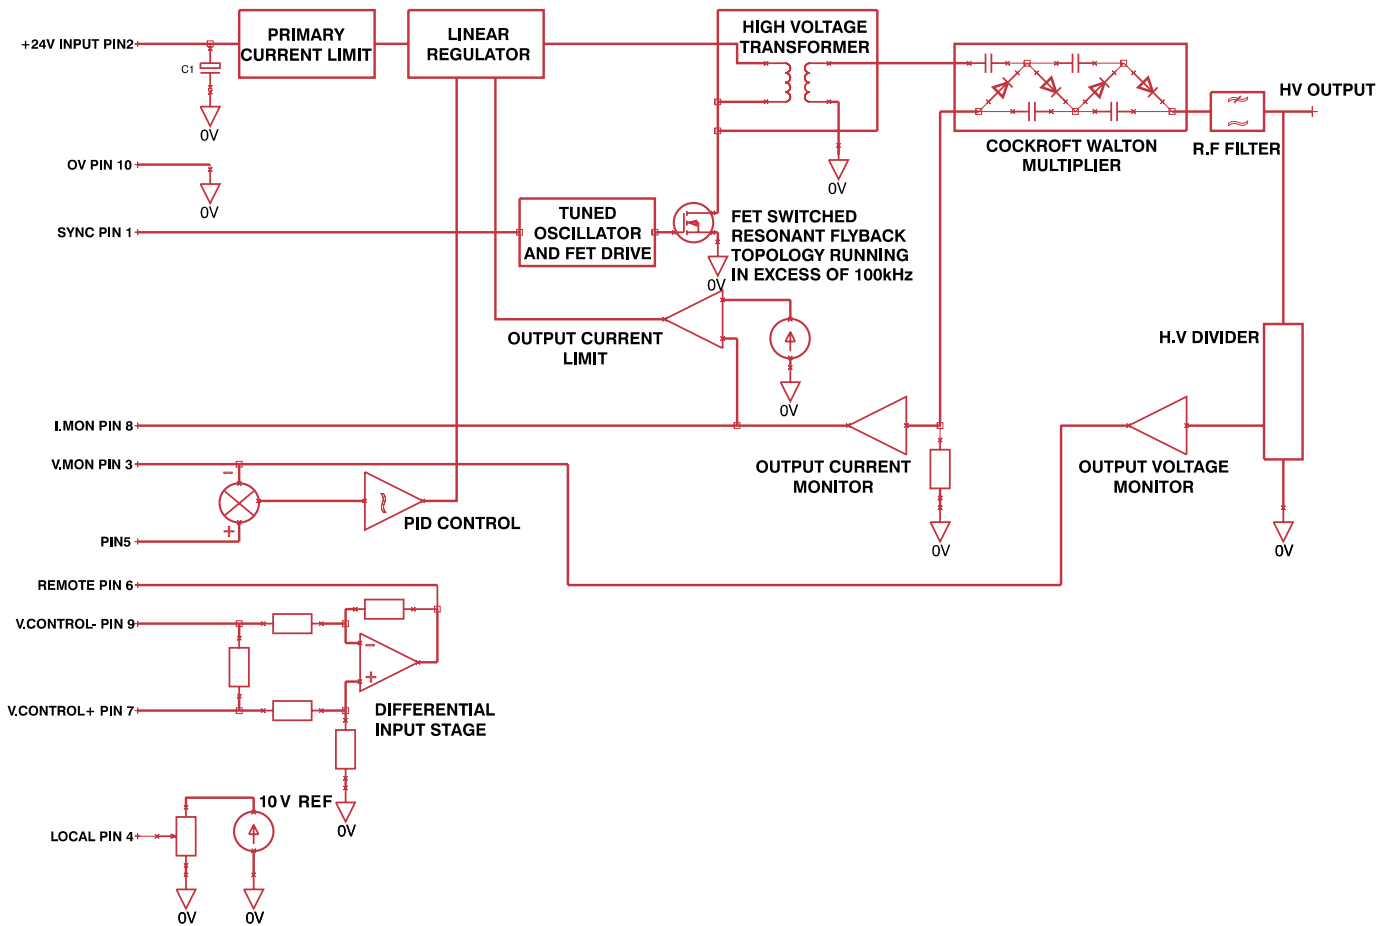 +24V INPUT PIN2
C1
0V
PRIMARY
CURRENT LIMIT
LINEAR
REGULATOR
HIGH VOLTAGE
TRANSFORMER
0V
COCKROFT WALTON
MULTIPLIER
R.F FILTER
HV OUTPUT
OV PIN 10
0V
SYNC PIN 1
TUNED
OSCILLATOR
AND FET DRIVE
FET SWITCHED
RESONANT FLYBACK
TOPOLOGY RUNNING
IN EXCESS OF 100kHz
0V
OUTPUT CURRENT
LIMIT
0V
H.V DIVIDER
I.MON PIN 8
V.MON PIN 3
OUTPUT CURRENT
MONITOR
0V
OUTPUT VOLTAGE
MONITOR
0V
−
+
PID CONTROL
PIN5
REMOTE PIN 6
V.CONTROL- PIN 9
−
+
V.CONTROL+ PIN 7
DIFFERENTIAL
INPUT STAGE
0V
10 V REF
LOCAL PIN 4
0V
0V